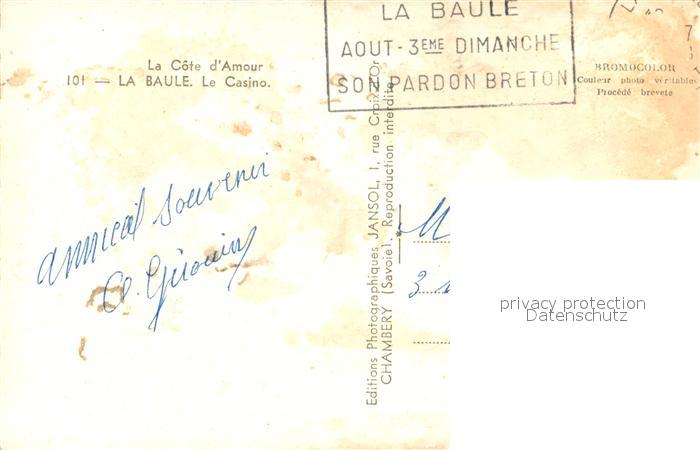 La Côte d'Amour
101 — LA BAULE. Le Casino.
LA BAULE
AOUT - 3EME DIMANCHE
SON PARDON BRETON
BROMOCOLOR
Couleur photo véritable
Procédé breveté
amical souvenir
Editions Photographiques JANSOL, 1, rue Croix d'Or
CHAMBERY (Savoie). Reproduction interdite
M
3
privacy protection
Datenschutz